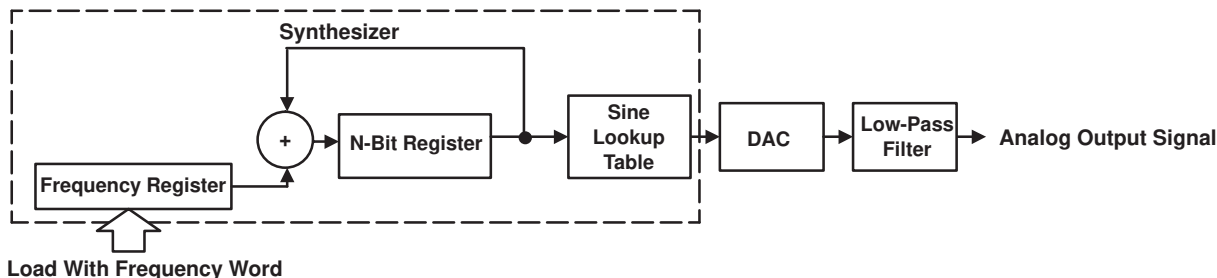 Synthesizer
+
N-Bit Register
Sine
Lookup
Table
DAC
Low-Pass
Filter
Analog Output Signal
Frequency Register
Load With Frequency Word